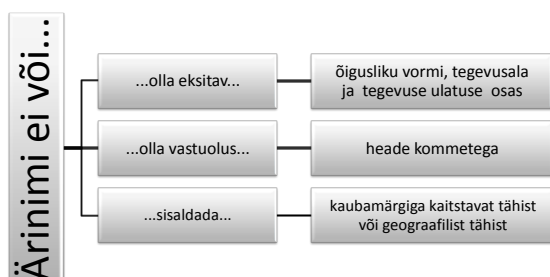 Ärinimi ei või...
...olla eksitav...
õigusliku vormi, tegevusala
ja tegevuse ulatuse osas
...olla vastuolus...
heade kommetega
...sisaldada...
kaubamärgiga kaitstavat tähist
või geograafilist tähist